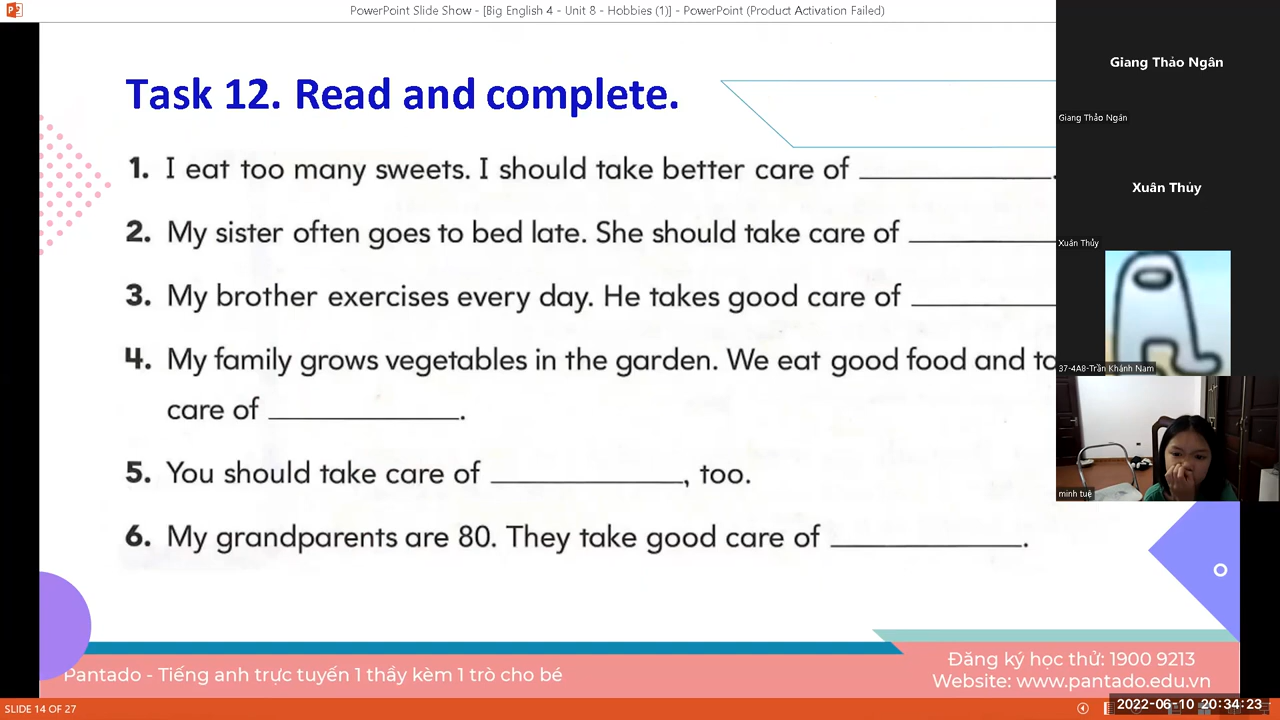 PowerPoint Slide Show - [Big English 4 - Unit 8 - Hobbies (1)] - PowerPoint (Product Activation Failed)
Task 12. Read and complete.
1. I eat too many sweets. I should take better care of ____________.
2. My sister often goes to bed late. She should take care of ____________
3. My brother exercises every day. He takes good care of ____________
4. My family grows vegetables in the garden. We eat good food and
care of ____________.
5. You should take care of ____________, too.
6. My grandparents are 80. They take good care of ____________.
Pantado - Tiếng anh trực tuyến 1 thầy kèm 1 trò cho bé
Đăng ký học thử: 1900 9213
Website: www.pantado.edu.vn
SLIDE 14 OF 27
2022-06-10 20:34:23
Giang Thảo Ngân
Giang Thảo Ngân
Xuân Thủy
Xuân Thủy
37-4A8-Trần Khánh Nam
minh tuệ